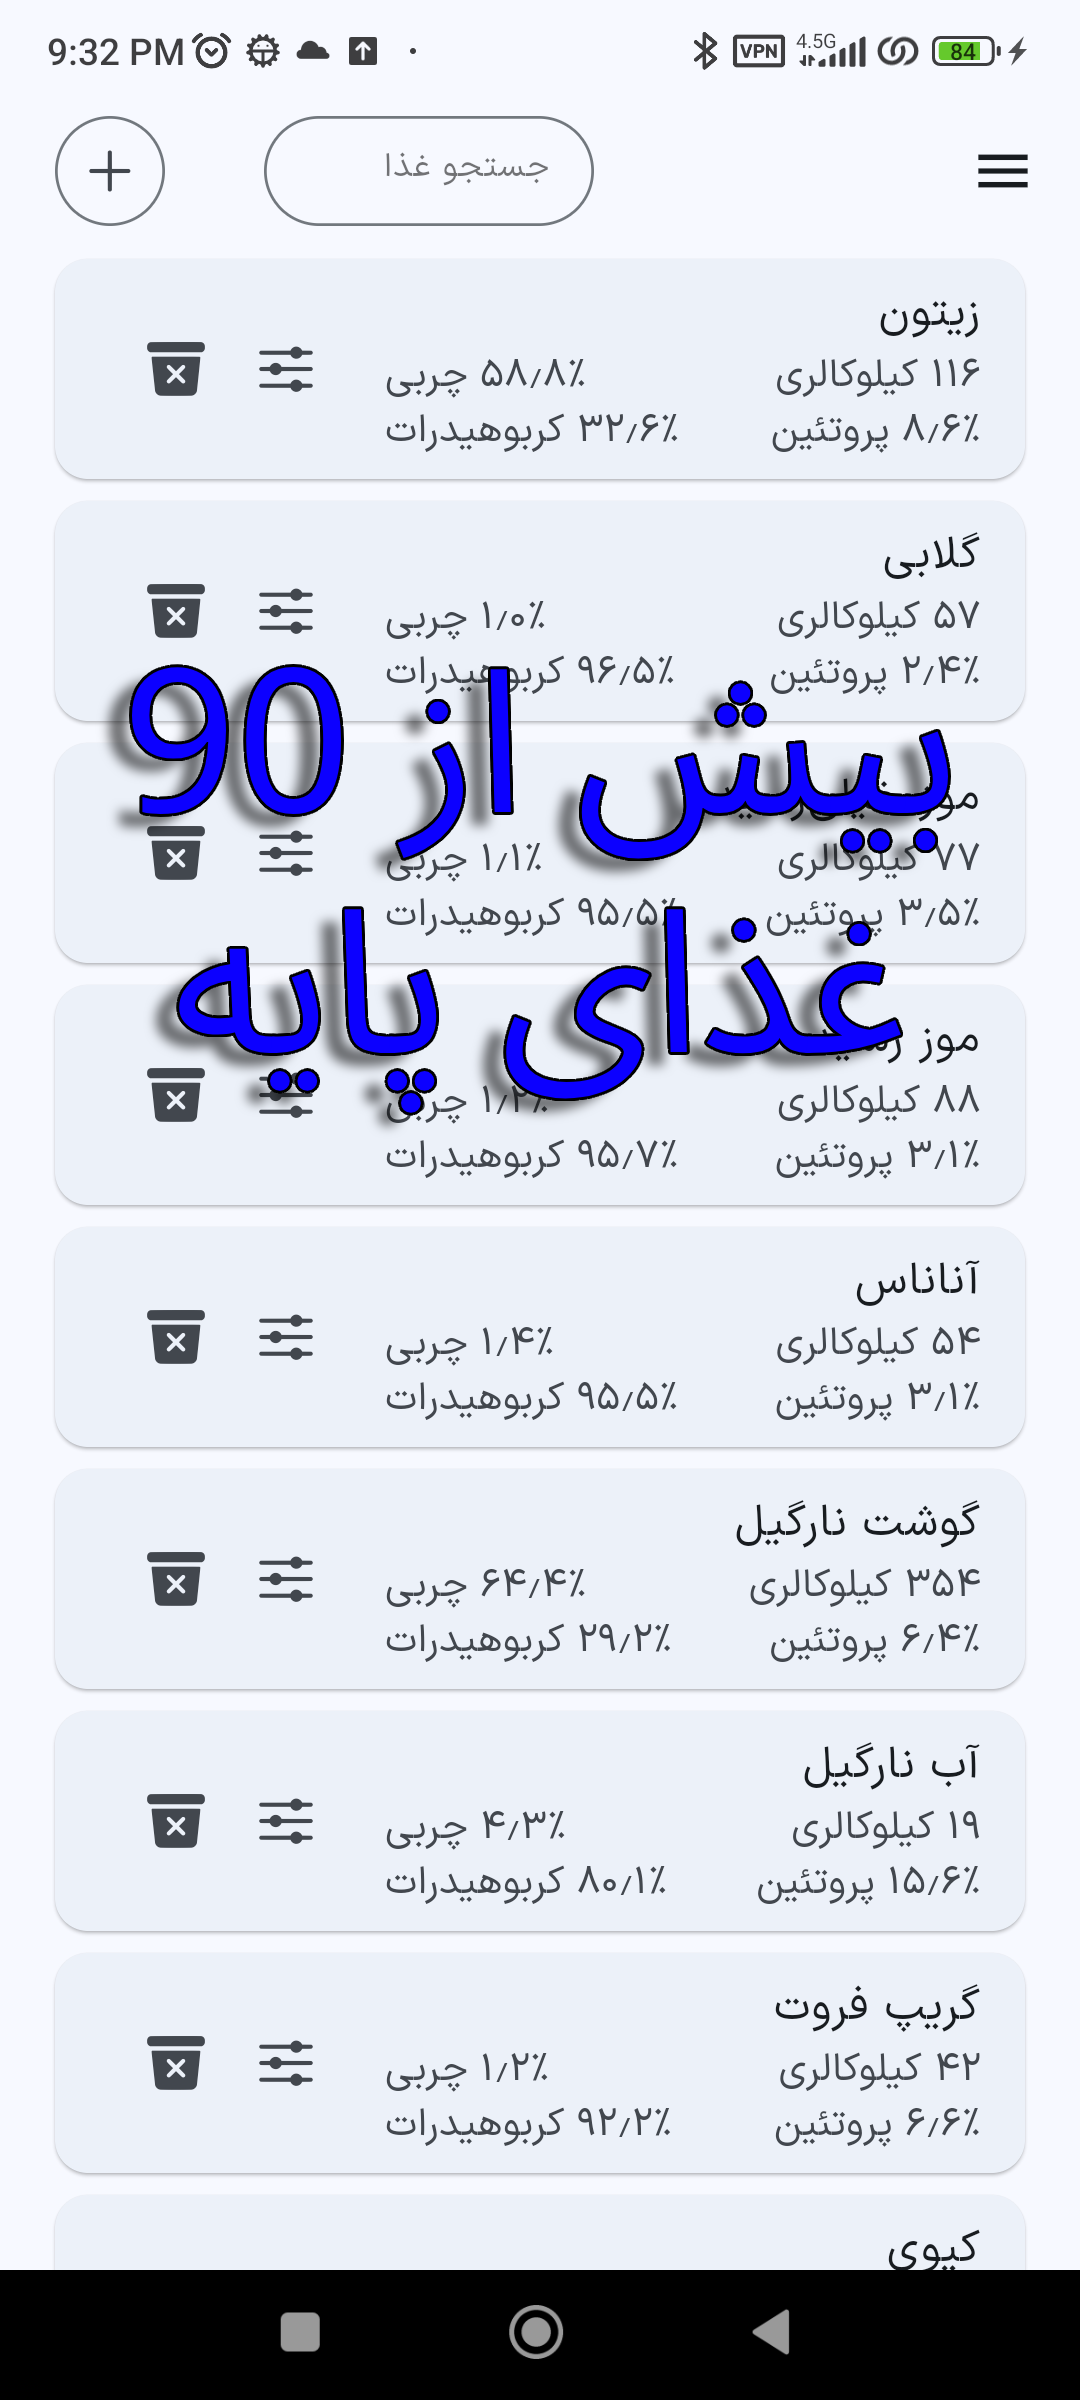 9:32 PM
VPN 4.5G 84
جستجو غذا
زیتون
۱۱۶ کیلوکالری ۵۸٫۸٪ چربی
۸٫۶٪ پروتئین ۳۲٫۶٪ کربوهیدرات
گلابی
۵۷ کیلوکالری ۱٫۰٪ چربی
۲٫۴٪ پروتئین ۹۶٫۵٪ کربوهیدرات
بیش از 90
موز
۷۷ کیلوکالری ۱٫۱٪ چربی
۳٫۵٪ پروتئین ۹۵٫۵٪ کربوهیدرات
غذای پایه
موز رسیده
۸۸ کیلوکالری ۱٫۲٪ چربی
۳٫۱٪ پروتئین ۹۵٫۷٪ کربوهیدرات
آناناس
۵۴ کیلوکالری ۱٫۴٪ چربی
۳٫۱٪ پروتئین ۹۵٫۵٪ کربوهیدرات
گوشت نارگیل
۳۵۴ کیلوکالری ۶۴٫۴٪ چربی
۶٫۴٪ پروتئین ۲۹٫۲٪ کربوهیدرات
آب نارگیل
۱۹ کیلوکالری ۴٫۳٪ چربی
۱۵٫۶٪ پروتئین ۸۰٫۱٪ کربوهیدرات
گریپ فروت
۴۲ کیلوکالری ۱٫۲٪ چربی
۶٫۶٪ پروتئین ۹۲٫۲٪ کربوهیدرات
کیوی